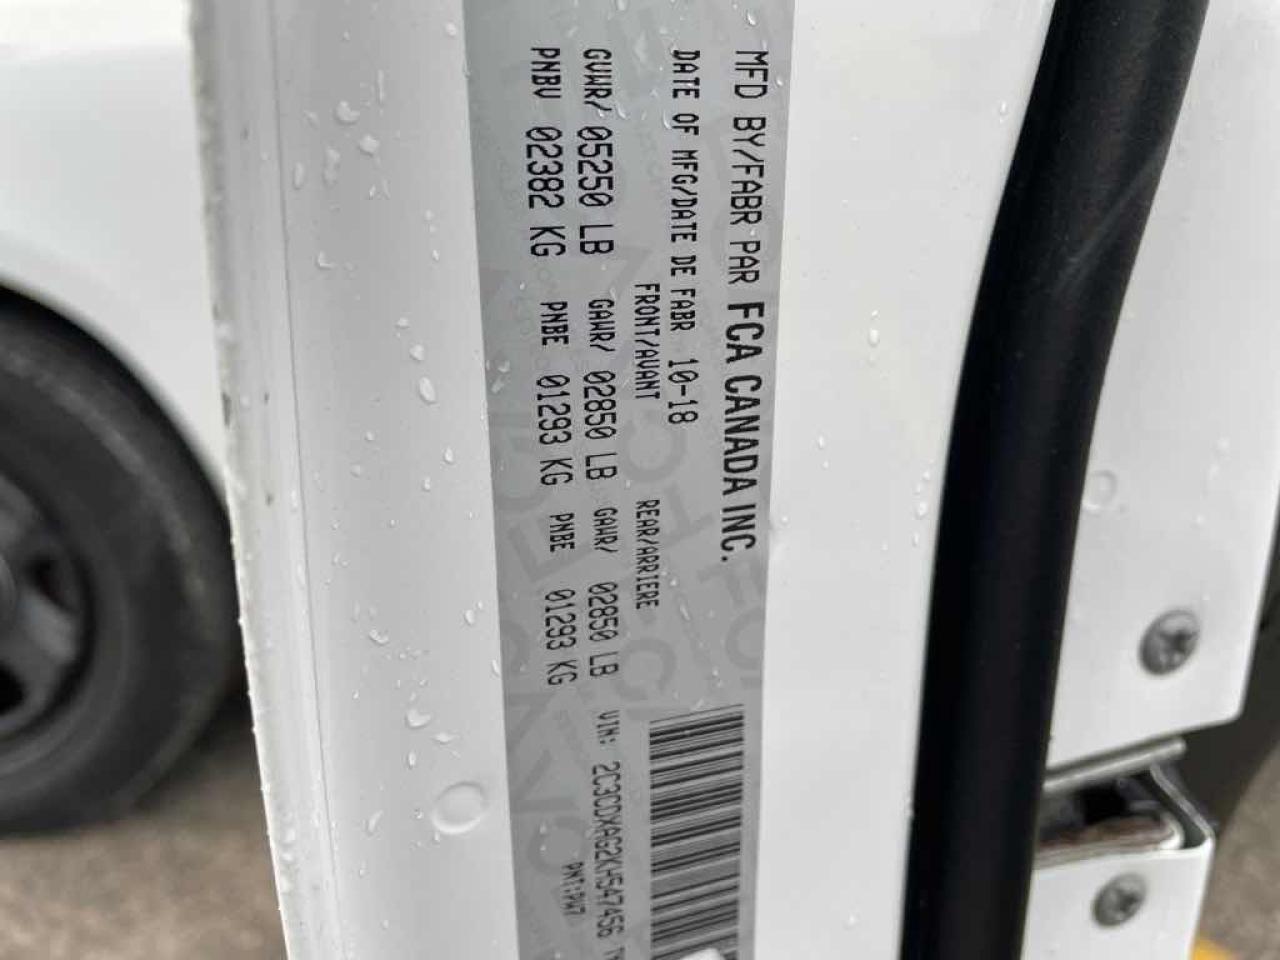 MFD BY/FABR PAR FCA CANADA INC.
DATE OF MFG/DATE DE FABR 10-18
FRONT/AVANT REAR/ARRIERE
GVWR/ 05250 LB GAWR/ 02850 LB GAWR/ 02850 LB
PNBV 02382 KG PNBE 01293 KG PNBE 01293 KG
VIN: 2C3CDXAG2KH547456
PNT:PW7